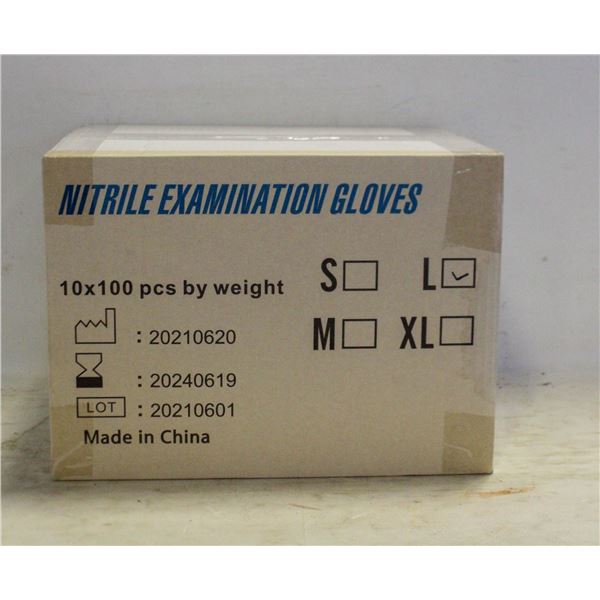 NITRILE EXAMINATION GLOVES
10x100 pcs by weight
S L
M XL
: 20210620
: 20240619
LOT : 20210601
Made in China